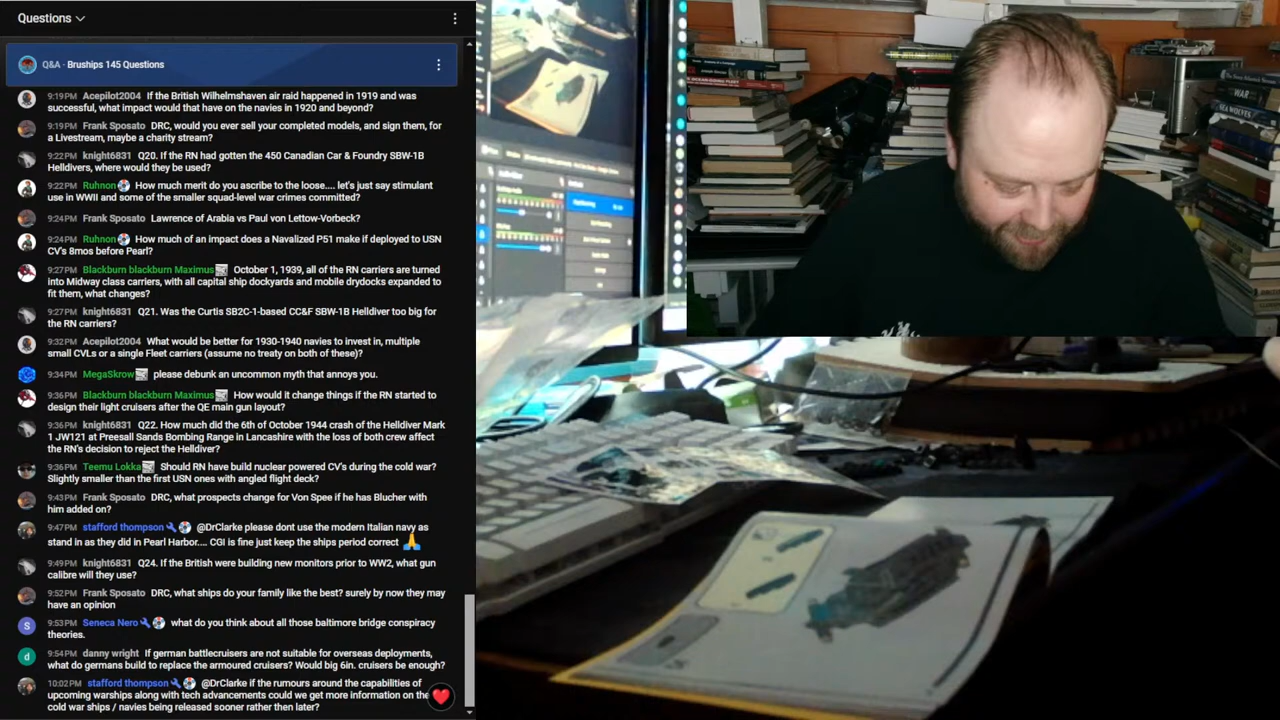 Questions
Q&A · Bruships 145 Questions
9:19PM Acepilot2004 If the British Wilhelmshaven air raid happened in 1919 and was
successful, what impact would that have on the navies in 1920 and beyond?
9:19PM Frank Sposato DRC, would you ever sell your completed models, and sign them, for
a Livestream, maybe a charity stream?
9:22PM knight6831 Q20. If the RN had gotten the 450 Canadian Car & Foundry SBW-1B
Helldivers, where would they be used?
9:22PM Ruhnon How much merit do you ascribe to the loose.... let's just say stimulant
use in WWII and some of the smaller squad-level war crimes committed?
9:24PM Frank Sposato Lawrence of Arabia vs Paul von Lettow-Vorbeck?
9:24PM Ruhnon How much of an impact does a Navalized P51 make if deployed to USN
CV's 8mos before Pearl?
9:27PM Blackburn blackburn Maximus October 1, 1939, all of the RN carriers are turned
into Midway class carriers, with all capital ship dockyards and mobile drydocks expanded to
fit them, what changes?
9:27PM knight6831 Q21. Was the Curtis SB2C-1-based CC&F SBW-1B Helldiver too big for
the RN carriers?
9:32PM Acepilot2004 What would be better for 1930-1940 navies to invest in, multiple
small CVLs or a single Fleet carriers (assume no treaty on both of these)?
9:34PM MegaSkrow please debunk an uncommon myth that annoys you.
9:36PM Blackburn blackburn Maximus How would it change things if the RN started to
design their light cruisers after the QE main gun layout?
9:36PM knight6831 Q22. How much did the 6th of October 1944 crash of the Helldiver Mark
1 JW121 at Preesall Sands Bombing Range in Lancashire with the loss of both crew affect
the RN's decision to reject the Helldiver?
9:36PM Teemu Lokka Should RN have build nuclear powered CV's during the cold war?
Slightly smaller than the first USN ones with angled flight deck?
9:43PM Frank Sposato DRC, what prospects change for Von Spee if he has Blucher with
him added on?
9:47PM stafford thompson @DrClarke please dont use the modern Italian navy as
stand in as they did in Pearl Harbor.... CGI is fine just keep the ships period correct 🙏
9:49PM knight6831 Q24. If the British were building new monitors prior to WW2, what gun
calibre will they use?
9:52PM Frank Sposato DRC, what ships do your family like the best? surely by now they may
have an opinion
S
9:53PM Seneca Nero what do you think about all those baltimore bridge conspiracy
theories.
d
9:54PM danny wright If german battlecruisers are not suitable for overseas deployments,
what do germans build to replace the armoured cruisers? Would big 6in. cruisers be enough?
10:02PM stafford thompson @DrClarke if the rumours around the capabilities of
upcoming warships along with tech advancements could we get more information on the
cold war ships / navies being released sooner rather then later?
WAR
SEA WOLVES